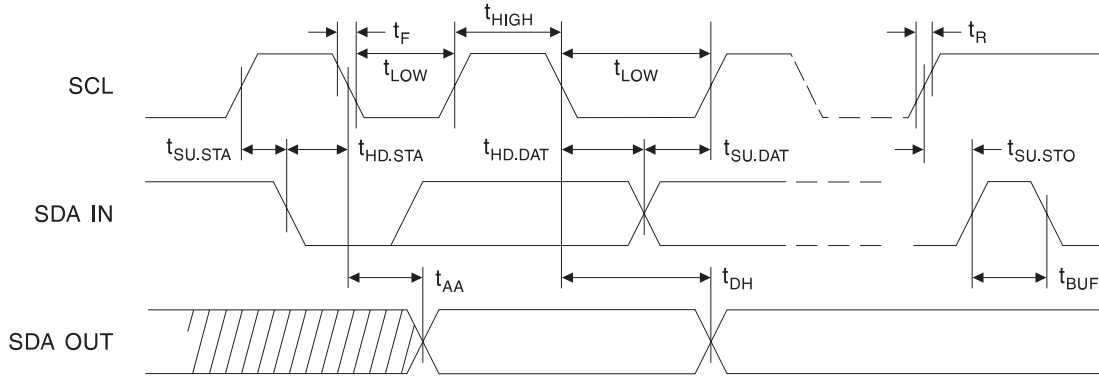 tHIGH
tF
tR
tLOW
tLOW
SCL
tSU.STA
tHD.STA
tHD.DAT
tSU.DAT
tSU.STO
SDA IN
tAA
tDH
tBUF
SDA OUT